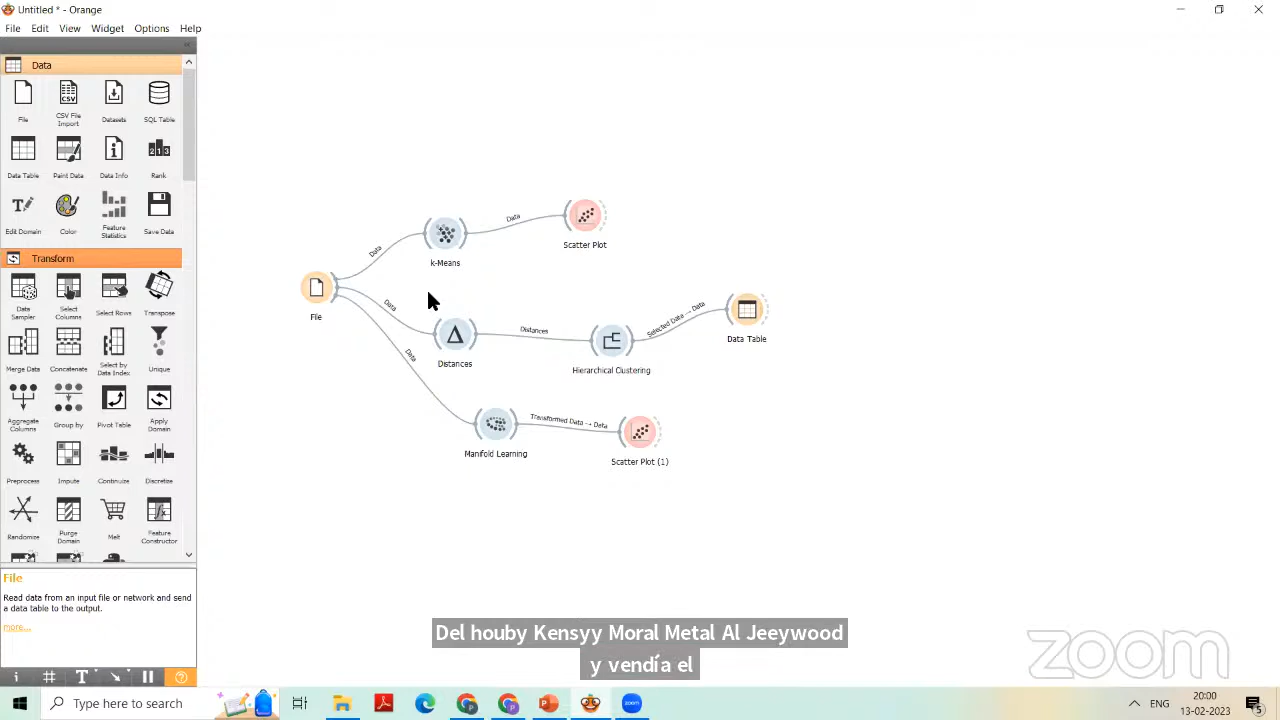 Untitled * - Orange
File Edit View Widget Options Help
Data
File CSV File Import Datasets SQL Table
Data Table Paint Data Data Info Rank
Edit Domain Color Feature Statistics Save Data
Transform
Data Sampler Select Columns Select Rows Transpose
Merge Data Concatenate Select by Data Index Unique
Aggregate Columns Group by Pivot Table Apply Domain
Preprocess Impute Continuize Discretize
Randomize Purge Domain Melt Feature Constructor
File
Read data from an input file or network and send
a data table to the output.
more...
Data
Scatter Plot
Data
k-Means
File
Data
Distances
Distances
Hierarchical Clustering
Selected Data → Data
Data Table
Data
Manifold Learning
Transformed Data → Data
Scatter Plot (1)
Del houby Kensyy Moral Metal Al Jeeywood
y vendía el
zoom
Type here to search
zoom
ENG
20:00
13-02-2023
5